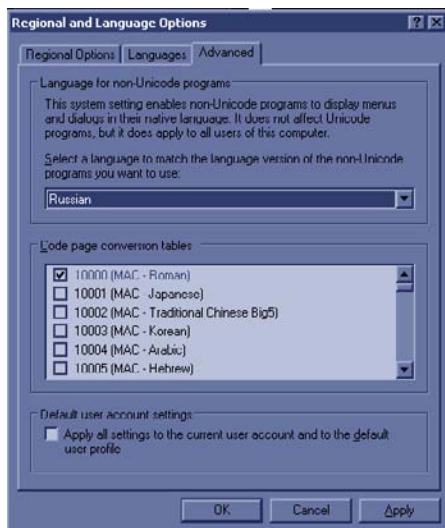 Regional and Language Options
Regional Options Languages Advanced
Language for non-Unicode programs
This system setting enables non-Unicode programs to display menus
and dialogs in their native language. It does not affect Unicode
programs, but it does apply to all users of this computer.
Select a language to match the language version of the non-Unicode
programs you want to use:
Russian
Code page conversion tables
10000 (MAC - Roman)
10001 (MAC - Japanese)
10002 (MAC - Traditional Chinese Big5)
10003 (MAC - Korean)
10004 (MAC - Arabic)
10005 (MAC - Hebrew)
Default user account settings
Apply all settings to the current user account and to the default
user profile
OK Cancel Apply